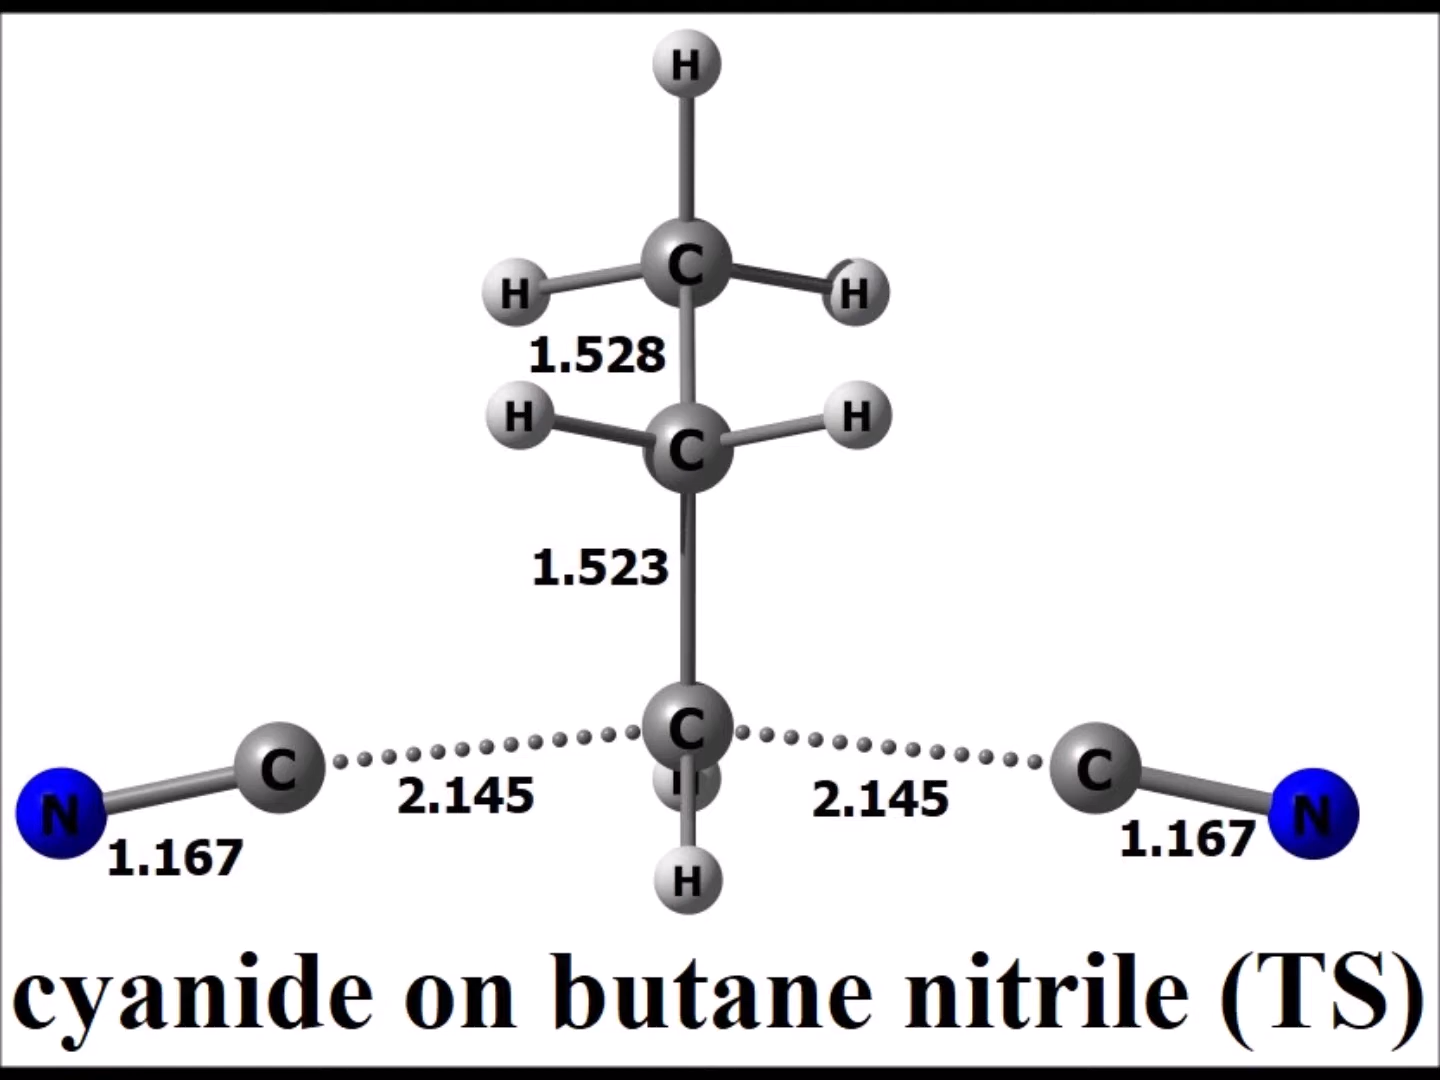 H
C
H H
1.528
H H
C
1.523
C
C C
H
2.145 2.145
N N
1.167 1.167
H
cyanide on butane nitrile (TS)